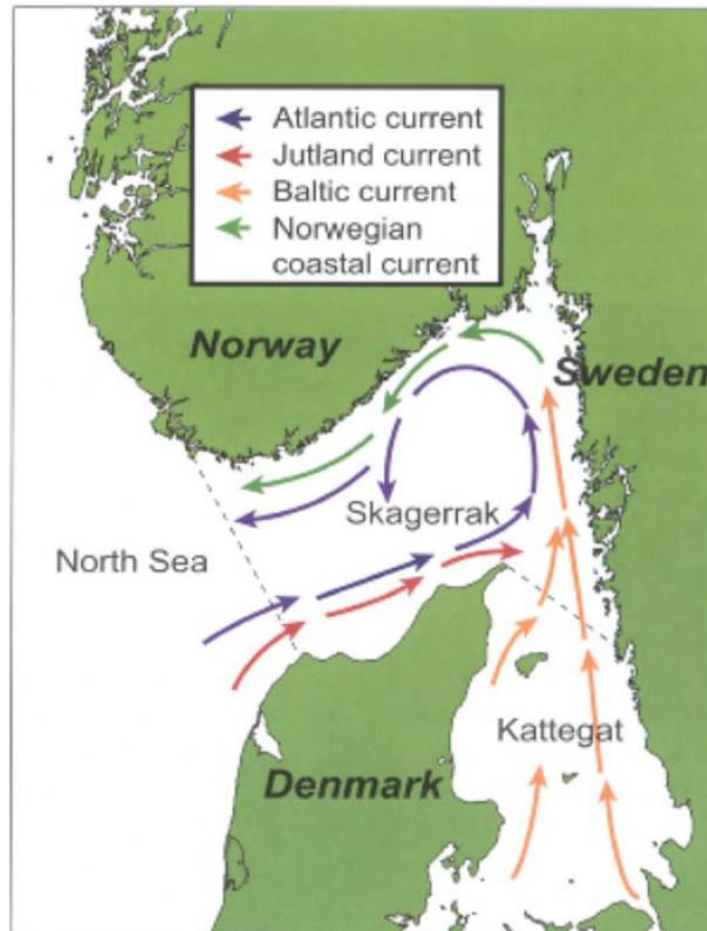 Atlantic current
Jutland current
Baltic current
Norwegian
coastal current
Norway
Sweden
Skagerrak
North Sea
Kattegat
Denmark